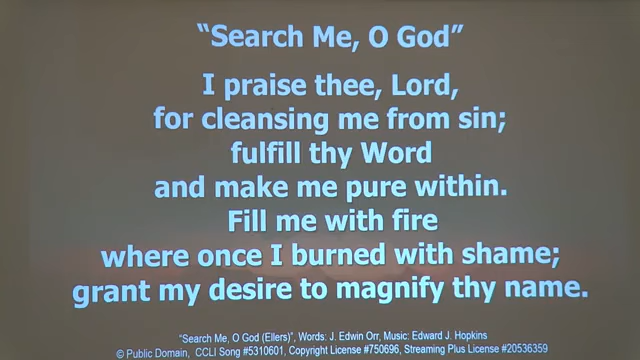 “Search Me, O God”
I praise thee, Lord,
for cleansing me from sin;
fulfill thy Word
and make me pure within.
Fill me with fire
where once I burned with shame;
grant my desire to magnify thy name.
“Search Me, O God (Ellers)”, Words: J. Edwin Orr, Music: Edward J. Hopkins
© Public Domain,  CCLI Song #5310601, Copyright License #750696, Streaming Plus License #20536359